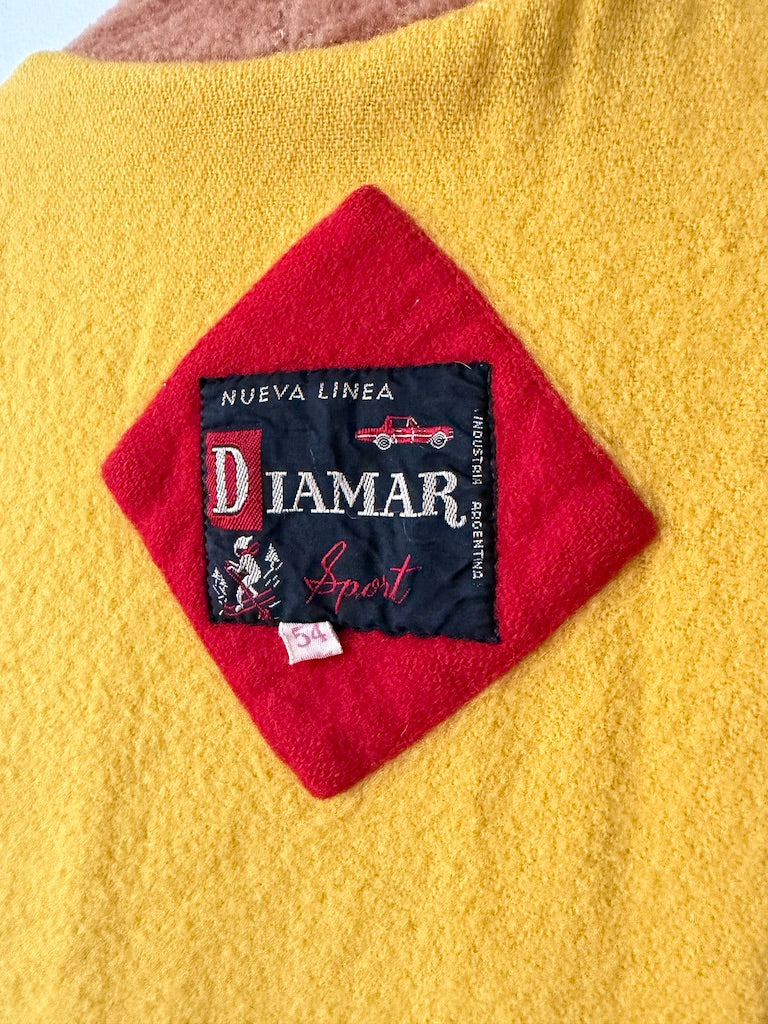 NUEVA LINEA
DIAMAR
Sport
INDUSTRIA ARGENTINA
54